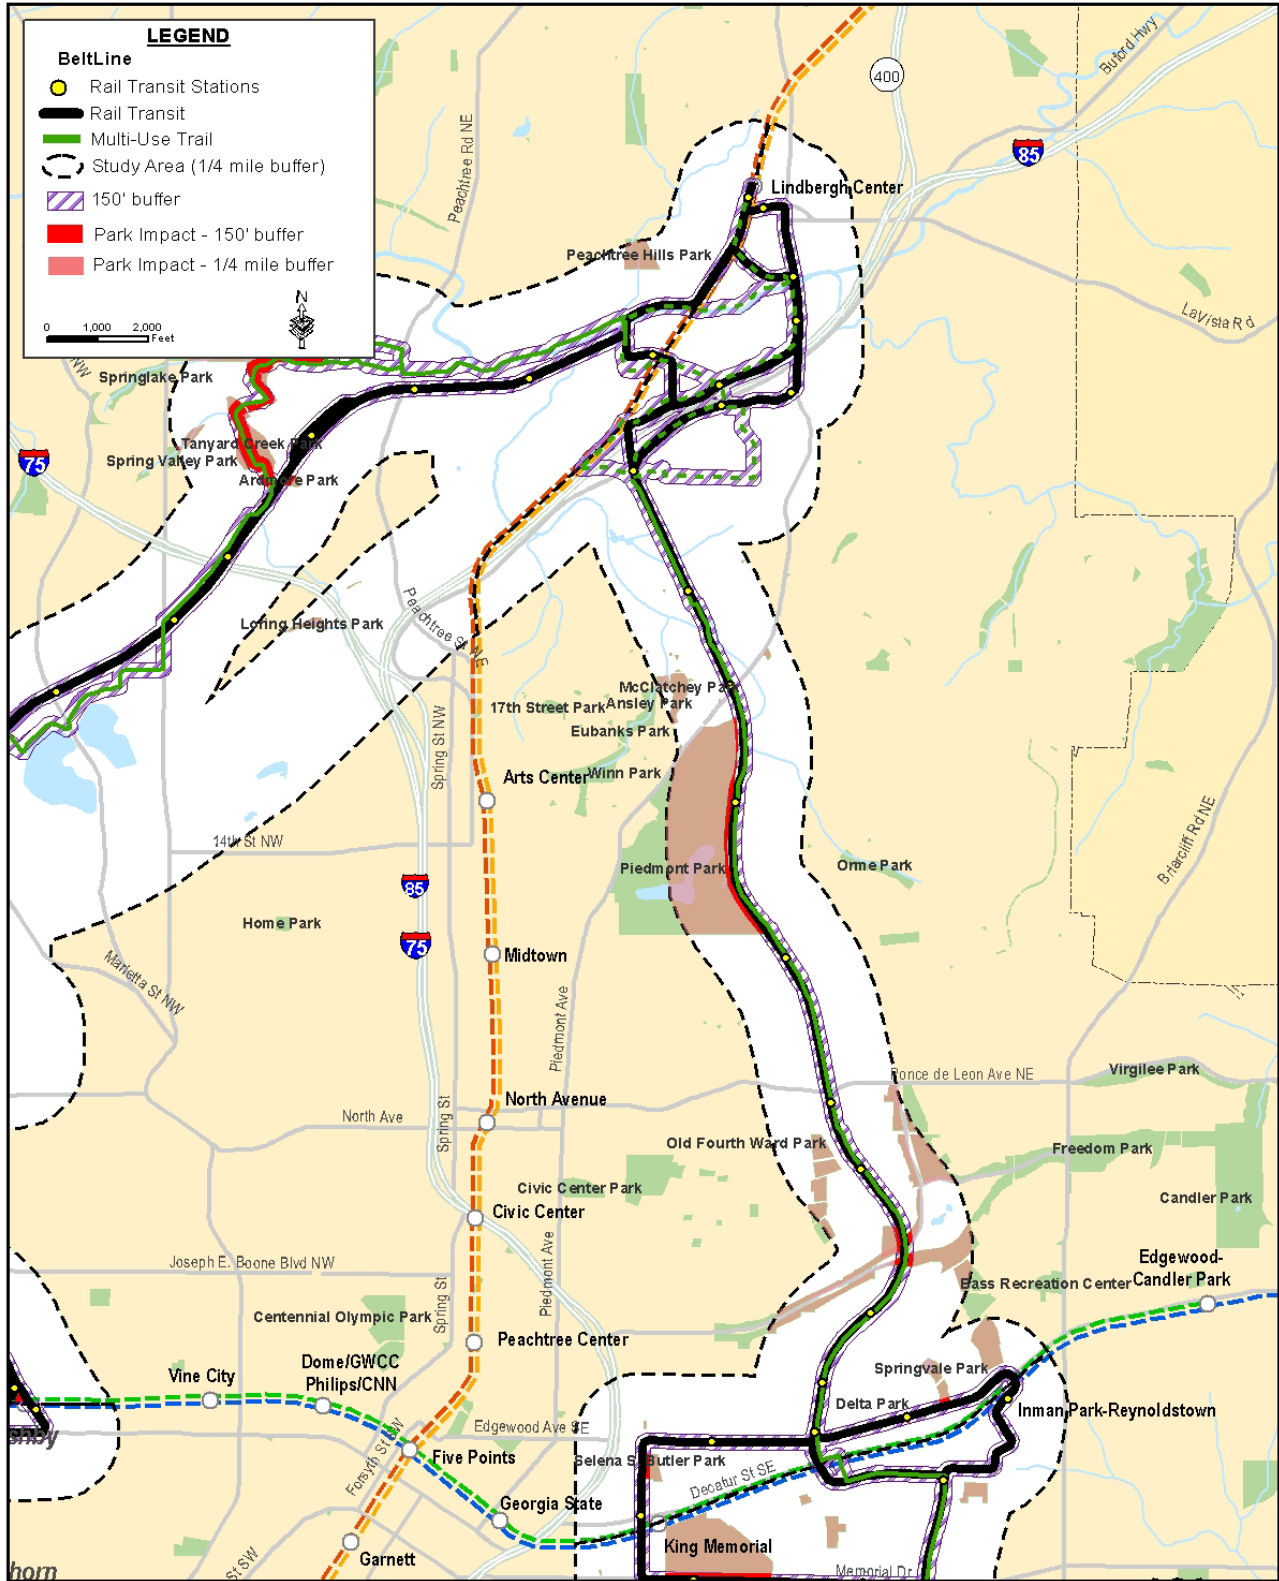 LEGEND
BeltLine
Rail Transit Stations
Rail Transit
Multi-Use Trail
Study Area (1/4 mile buffer)
150' buffer
Park Impact - 150' buffer
Park Impact - 1/4 mile buffer
N
0 1,000 2,000
Feet
400
Buford Hwy
85
Peachtree Rd NE
Lindbergh Center
Peachtree Hills Park
LaVista Rd
NW
Springlake Park
Tanyard Creek Park
Spring Valley Park
75
Ardmore Park
Loring Heights Park
Peachtree St NE
McClatchey Park
17th Street Park
Ansley Park
Eubanks Park
Spring St NW
Arts Center
Winn Park
14th St NW
Piedmont Park
Orme Park
Briarcliff Rd NE
85
Home Park
75
Midtown
Marietta St NW
Piedmont Ave
Ponce de Leon Ave NE
Virgilee Park
North Avenue
North Ave
Spring St
Old Fourth Ward Park
Freedom Park
Civic Center Park
Candler Park
Civic Center
Joseph E. Boone Blvd NW
Piedmont Ave
Edgewood-
Candler Park
Bass Recreation Center
Spring St
Centennial Olympic Park
Peachtree Center
Dome/GWCC
Philips/CNN
Vine City
Springvale Park
Delta Park
Inman Park-Reynoldstown
Edgewood Ave SE
hby
Forsyth St SW
Five Points
Selena S. Butler Park
Decatur St SE
Georgia State
King Memorial
Garnett
St SW
Memorial Dr
horn